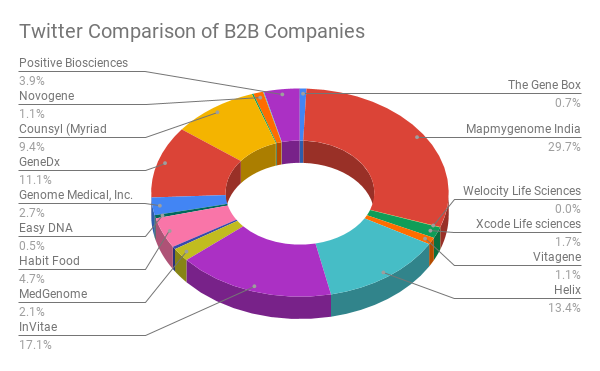 Twitter Comparison of B2B Companies
Positive Biosciences
3.9%
Novogene
1.1%
Counsyl (Myriad
9.4%
GeneDx
11.1%
Genome Medical, Inc.
2.7%
Easy DNA
0.5%
Habit Food
4.7%
MedGenome
2.1%
InVitae
17.1%
The Gene Box
0.7%
Mapmygenome India
29.7%
Welocity Life Sciences
0.0%
Xcode Life sciences
1.7%
Vitagene
1.1%
Helix
13.4%